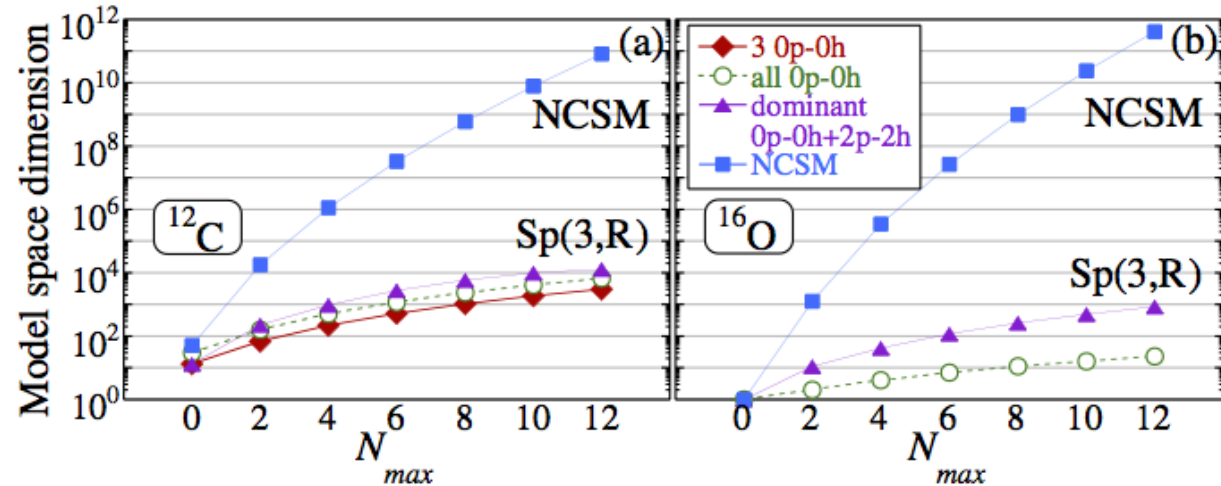 Model space dimension
10^12
10^10
10^8
10^6
10^4
10^2
10^0
(a)
NCSM
^12C
Sp(3,R)
0 2 4 6 8 10 12
N_max
3 0p-0h
all 0p-0h
dominant
0p-0h+2p-2h
NCSM
(b)
NCSM
^16O
Sp(3,R)
0 2 4 6 8 10 12
N_max